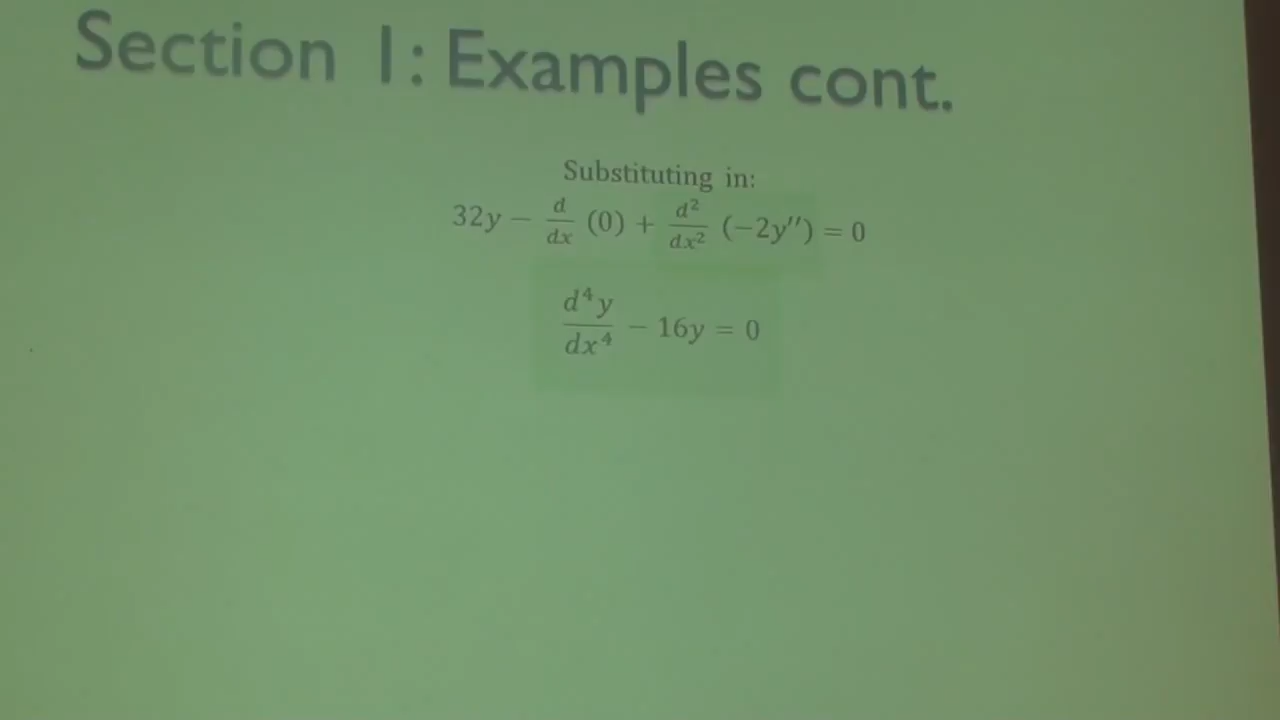 Section 1: Examples cont.
Substituting in:
32y − d/dx (0) + d²/dx² (−2y′′) = 0
d⁴y/dx⁴ − 16y = 0